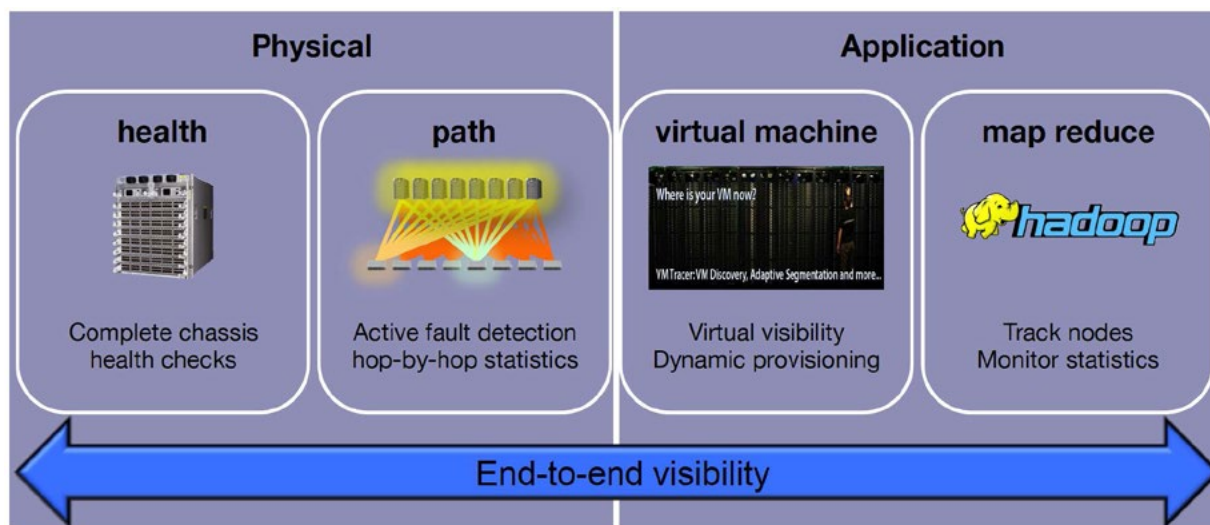 Physical
Application
health
Complete chassis
health checks
path
Active fault detection
hop-by-hop statistics
virtual machine
Where is your VM now?
VM Tracer: VM Discovery, Adaptive Segmentation and more...
Virtual visibility
Dynamic provisioning
map reduce
hadoop
Track nodes
Monitor statistics
End-to-end visibility